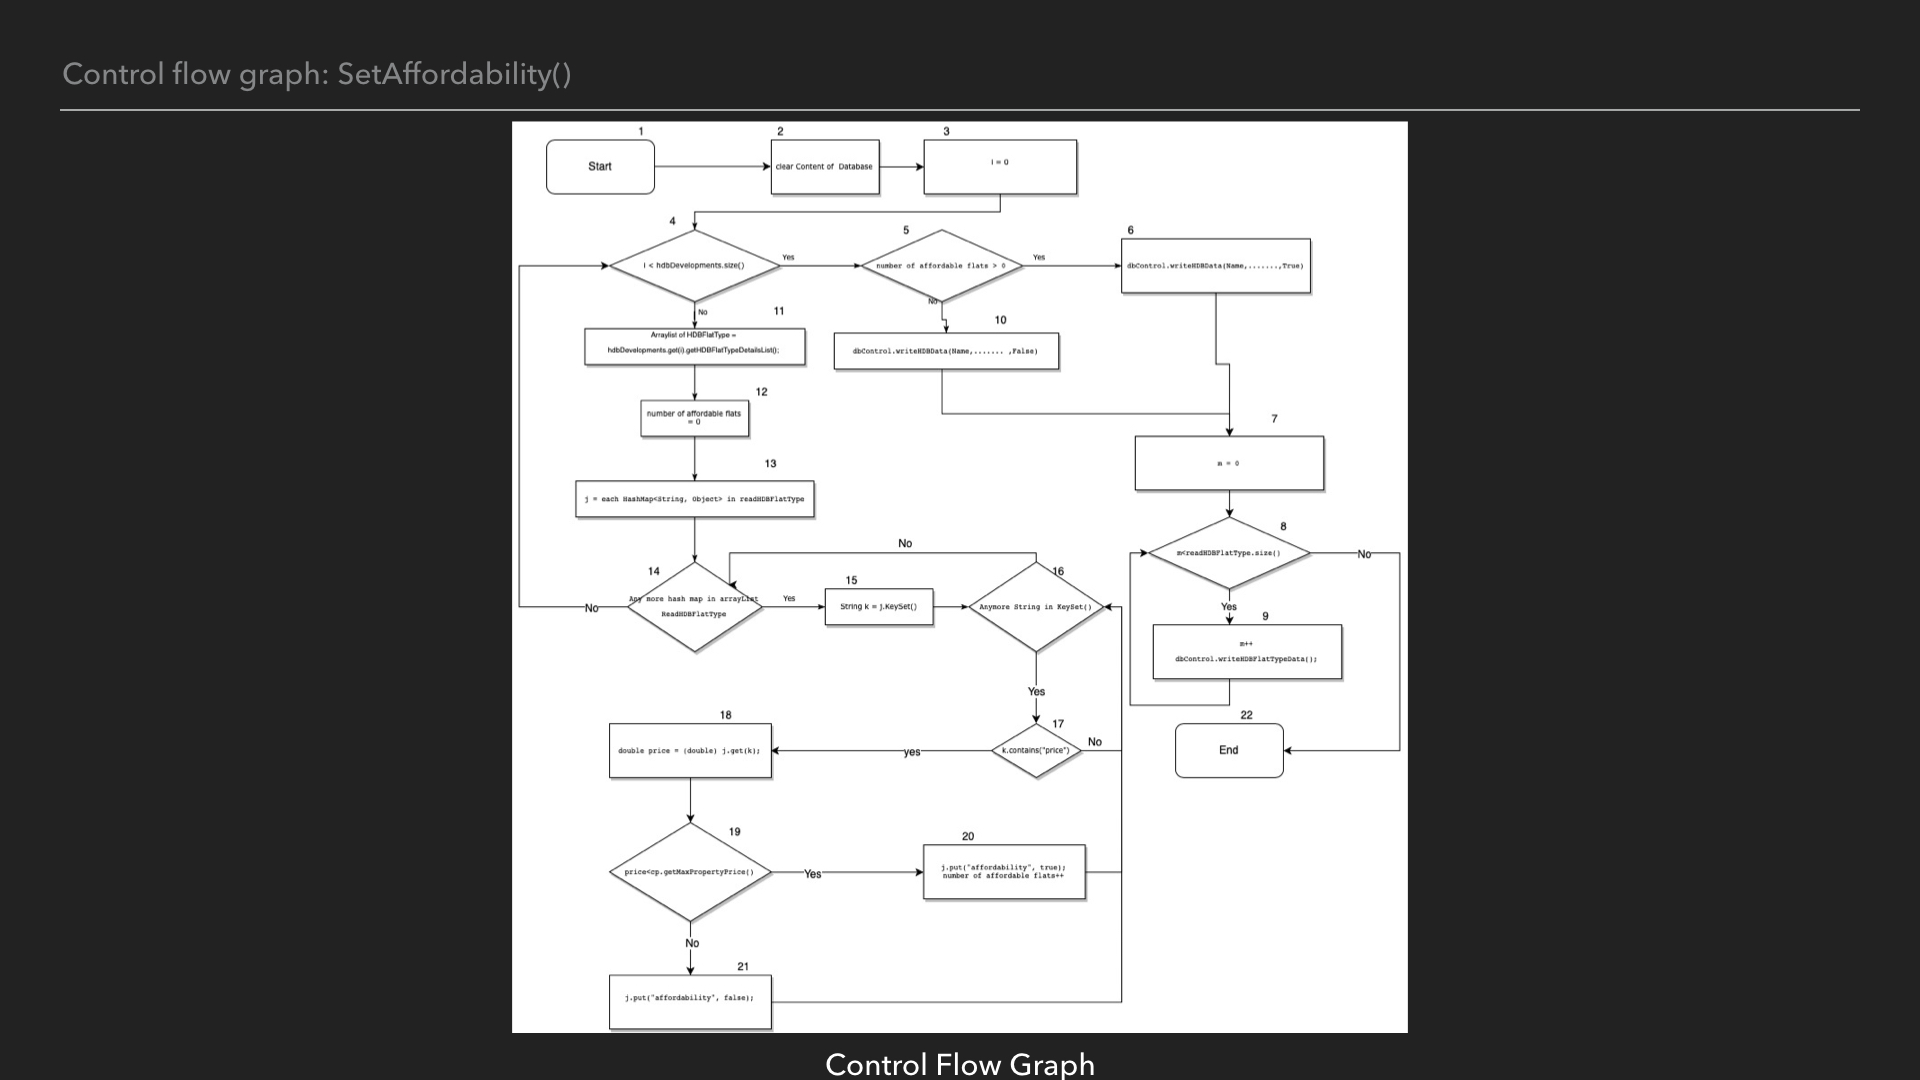 Control flow graph: SetAffordability()
1
2
3
Start
clear Content of Database
i = 0
4
5
6
i < hdbDevelopments.size()
Yes
number of affordable flats > 0
Yes
dbControl.writeHDBData(Name,.......,True)
No
No
11
10
Arraylist of HDBFlatType =
hdbDevelopments.get(i).getHDBFlatTypeDetailsList();
dbControl.writeHDBData(Name,....... ,False)
12
number of affordable flats
= 0
7
m = 0
13
j = each HashMap<String, Object> in readHDBFlatType
8
m<readHDBFlatType.size()
No
Yes
No
14
15
16
Any more hash map in arrayList
ReadHDBFlatType
No
Yes
String k = j.KeySet()
Anymore String in KeySet()
9
m++
dbControl.writeHDBFlatTypeData();
Yes
18
17
22
double price = (double) j.get(k);
yes
k.contains("price")
No
End
19
20
price<cp.getMaxPropertyPrice()
Yes
j.put("affordability", true);
number of affordable flats++
No
21
j.put("affordability", false);
Control Flow Graph